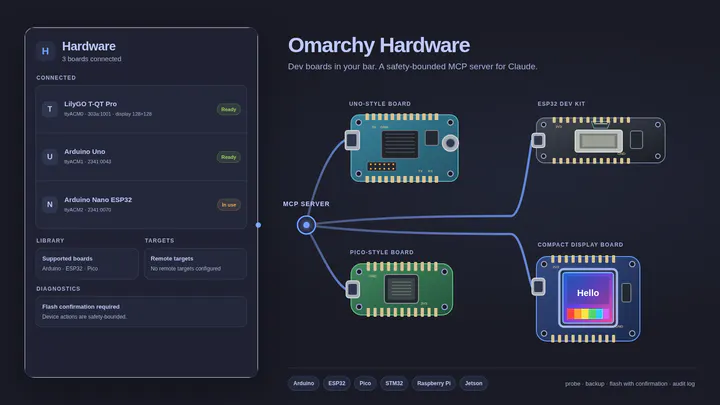 H
Hardware
3 boards connected
CONNECTED
T
LilyGO T-QT Pro
ttyACM0 · 303a:1001 · display 128×128
Ready
U
Arduino Uno
ttyACM1 · 2341:0043
Ready
N
Arduino Nano ESP32
ttyACM2 · 2341:0070
In use
LIBRARY
Supported boards
Arduino · ESP32 · Pico
TARGETS
Remote targets
No remote targets configured
DIAGNOSTICS
Flash confirmation required
Device actions are safety-bounded.
Omarchy Hardware
Dev boards in your bar. A safety-bounded MCP server for Claude.
UNO-STYLE BOARD
ESP32 DEV KIT
MCP SERVER
PICO-STYLE BOARD
COMPACT DISPLAY BOARD
Hello
Arduino
ESP32
Pico
STM32
Raspberry Pi
Jetson
probe · backup · flash with confirmation · audit log